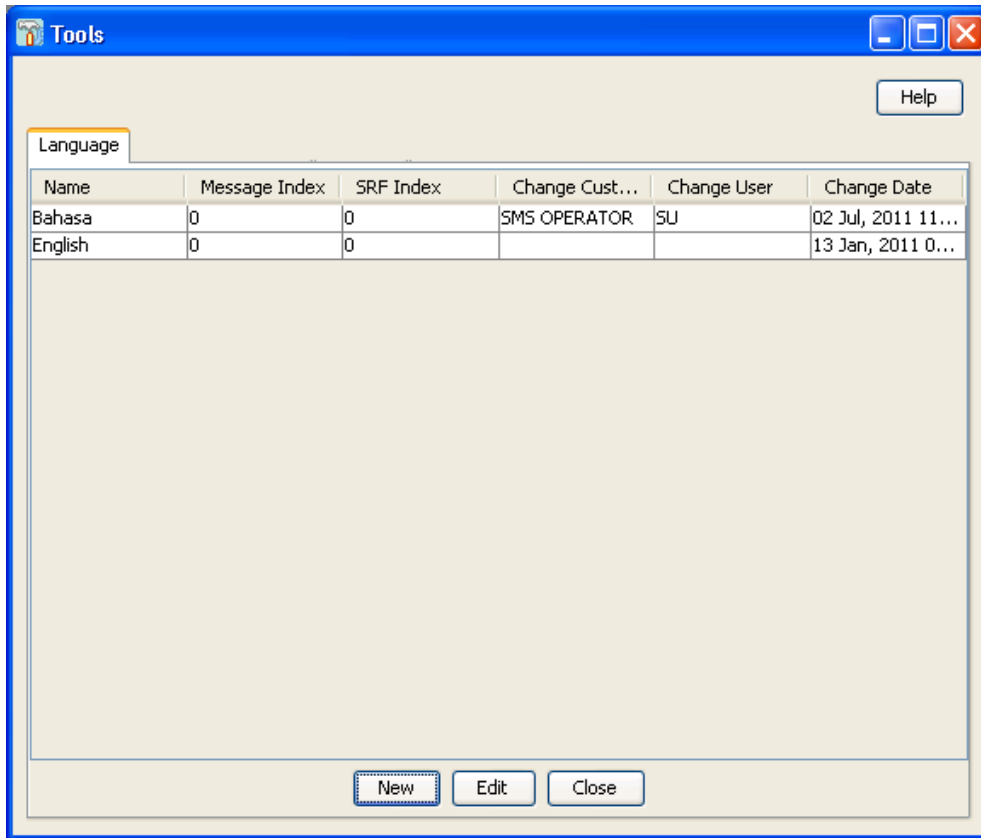 Tools
Help
Language
Name Message Index SRF Index Change Cust... Change User Change Date
Bahasa 0 0 SMS OPERATOR SU 02 Jul, 2011 11...
English 0 0 13 Jan, 2011 0...
New Edit Close